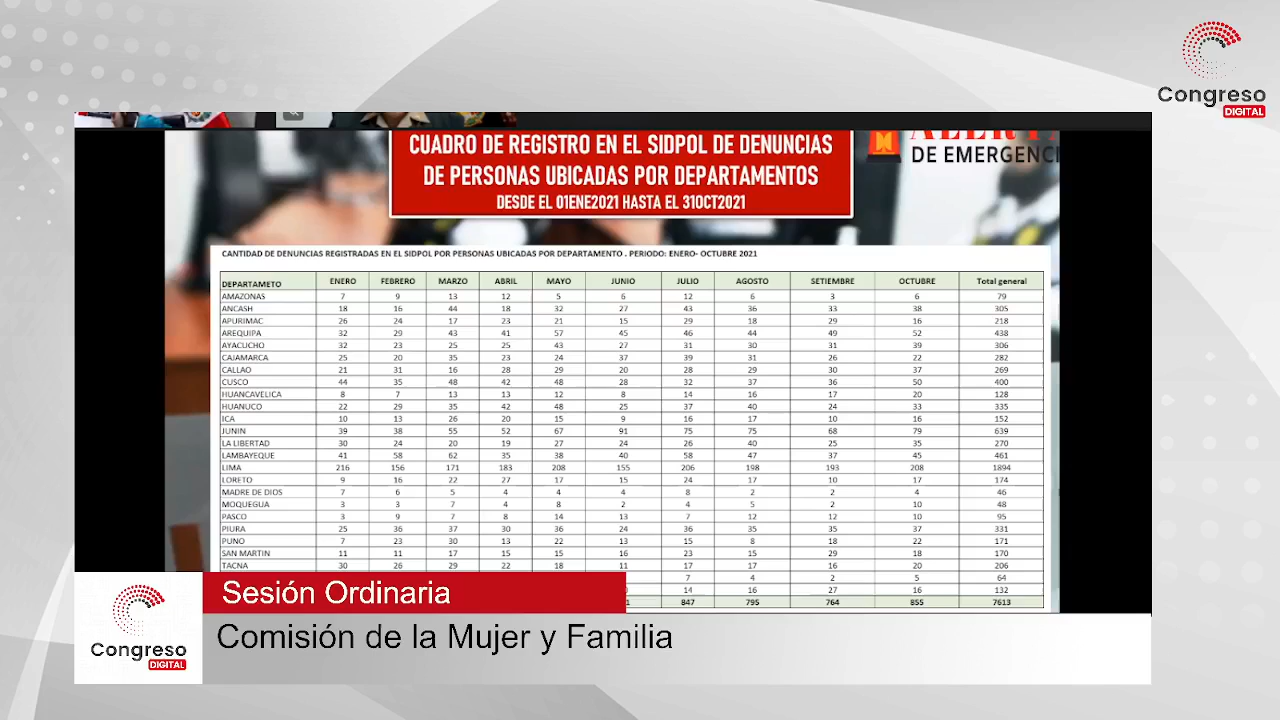 Congreso
DIGITAL
CUADRO DE REGISTRO EN EL SIDPOL DE DENUNCIAS
DE PERSONAS UBICADAS POR DEPARTAMENTOS
DESDE EL 01ENE2021 HASTA EL 31OCT2021
DE EMERGENCI
CANTIDAD DE DENUNCIAS REGISTRADAS EN EL SIDPOL POR PERSONAS UBICADAS POR DEPARTAMENTO . PERIODO: ENERO- OCTUBRE 2021
DEPARTAMETO ENERO FEBRERO MARZO ABRIL MAYO JUNIO JULIO AGOSTO SETIEMBRE OCTUBRE Total general
AMAZONAS 7 9 13 12 5 6 12 6 3 6 79
ANCASH 18 16 44 18 32 27 43 36 33 38 305
APURIMAC 26 24 17 23 21 15 29 18 29 16 218
AREQUIPA 32 29 43 41 57 45 46 44 49 52 438
AYACUCHO 32 23 25 25 43 27 31 30 31 39 306
CAJAMARCA 25 20 35 23 24 37 39 31 26 22 282
CALLAO 21 31 16 28 29 20 28 29 30 37 269
CUSCO 44 35 48 42 48 28 32 37 36 50 400
HUANCAVELICA 8 7 13 13 12 8 14 16 17 20 128
HUANUCO 22 29 35 42 48 25 37 40 24 33 335
ICA 10 13 26 20 15 9 16 17 10 16 152
JUNIN 39 38 55 52 67 91 75 75 68 79 639
LA LIBERTAD 30 24 20 19 27 24 26 40 25 35 270
LAMBAYEQUE 41 58 62 35 38 40 58 47 37 45 461
LIMA 216 156 171 183 208 155 206 198 193 208 1894
LORETO 9 16 22 27 17 15 24 17 10 17 174
MADRE DE DIOS 7 6 5 4 4 4 8 2 2 4 46
MOQUEGUA 3 3 7 4 8 2 4 5 2 10 48
PASCO 3 9 7 8 14 13 7 12 12 10 95
PIURA 25 36 37 30 36 24 36 35 35 37 331
PUNO 7 23 30 13 22 13 15 8 18 22 171
SAN MARTIN 11 11 17 15 15 16 23 15 29 18 170
TACNA 30 26 29 22 18 11 17 17 16 20 206
7 4 2 5 64
14 16 27 16 132
847 795 764 855 7613
Sesión Ordinaria
Comisión de la Mujer y Familia
Congreso
DIGITAL